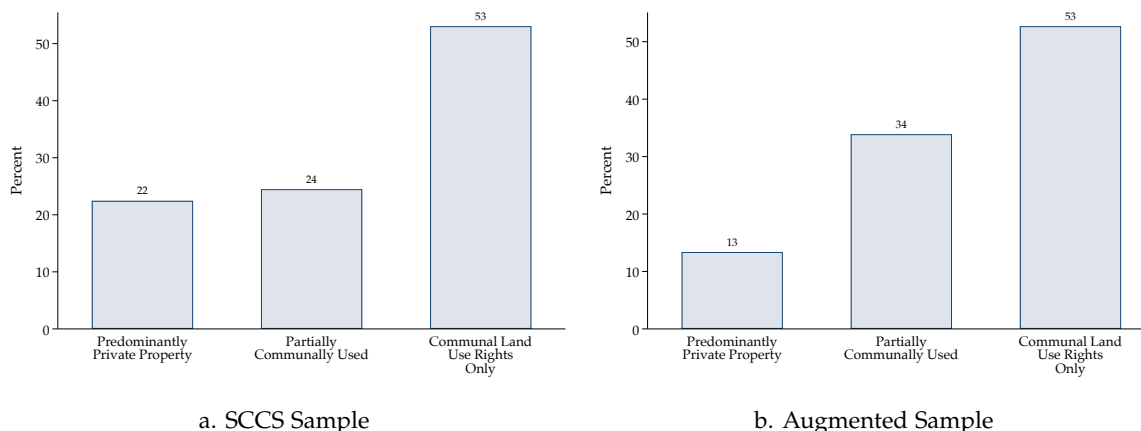 Percent
50
40
30
20
10
0
22
24
53
Predominantly
Private Property
Partially
Communally Used
Communal Land
Use Rights
Only
a. SCCS Sample
Percent
50
40
30
20
10
0
13
34
53
Predominantly
Private Property
Partially
Communally Used
Communal Land
Use Rights
Only
b. Augmented Sample